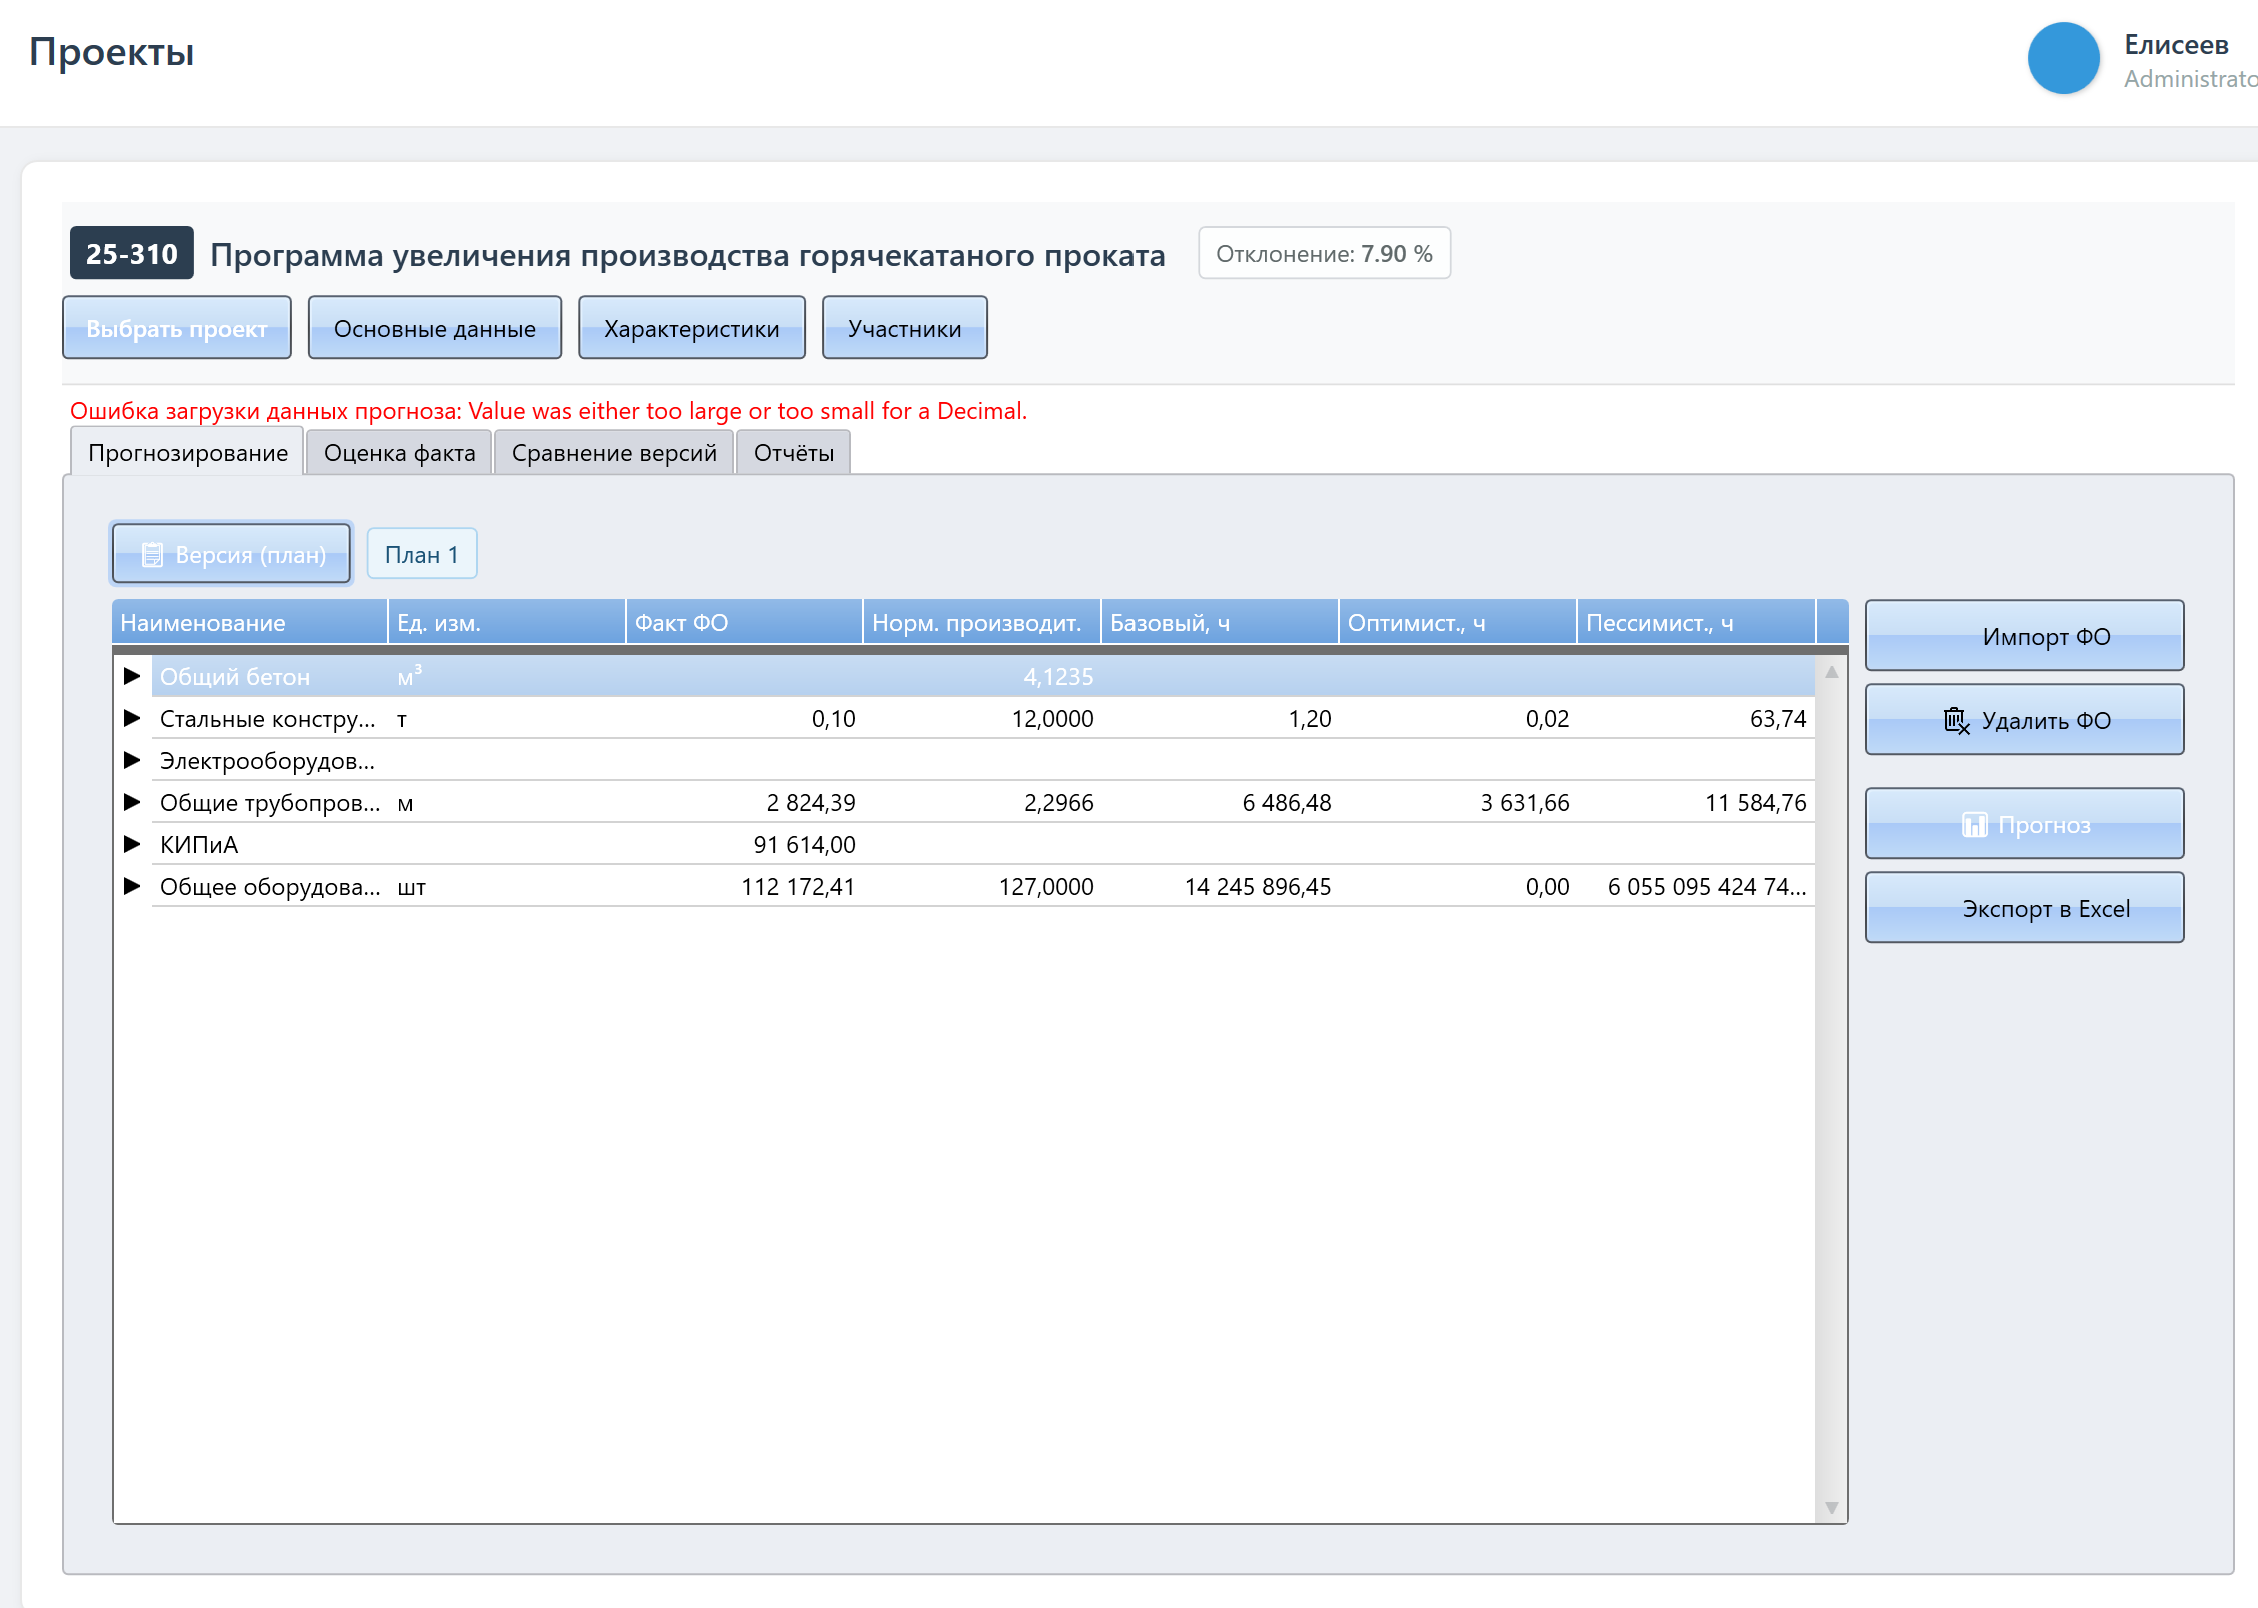 Проекты
Елисеев
Administrato
25-310 Программа увеличения производства горячекатаного проката Отклонение: 7.90 %
Выбрать проект Основные данные Характеристики Участники
Ошибка загрузки данных прогноза: Value was either too large or too small for a Decimal.
Прогнозирование Оценка факта Сравнение версий Отчёты
Версия (план) План 1
Наименование Ед. изм. Факт ФО Норм. производит. Базовый, ч Оптимист., ч Пессимист., ч
Общий бетон м³ 4,1235
Стальные констру... т 0,10 12,0000 1,20 0,02 63,74
Электрооборудов...
Общие трубопров... м 2 824,39 2,2966 6 486,48 3 631,66 11 584,76
КИПиА 91 614,00
Общее оборудова... шт 112 172,41 127,0000 14 245 896,45 0,00 6 055 095 424 74...
Импорт ФО
Удалить ФО
Прогноз
Экспорт в Excel